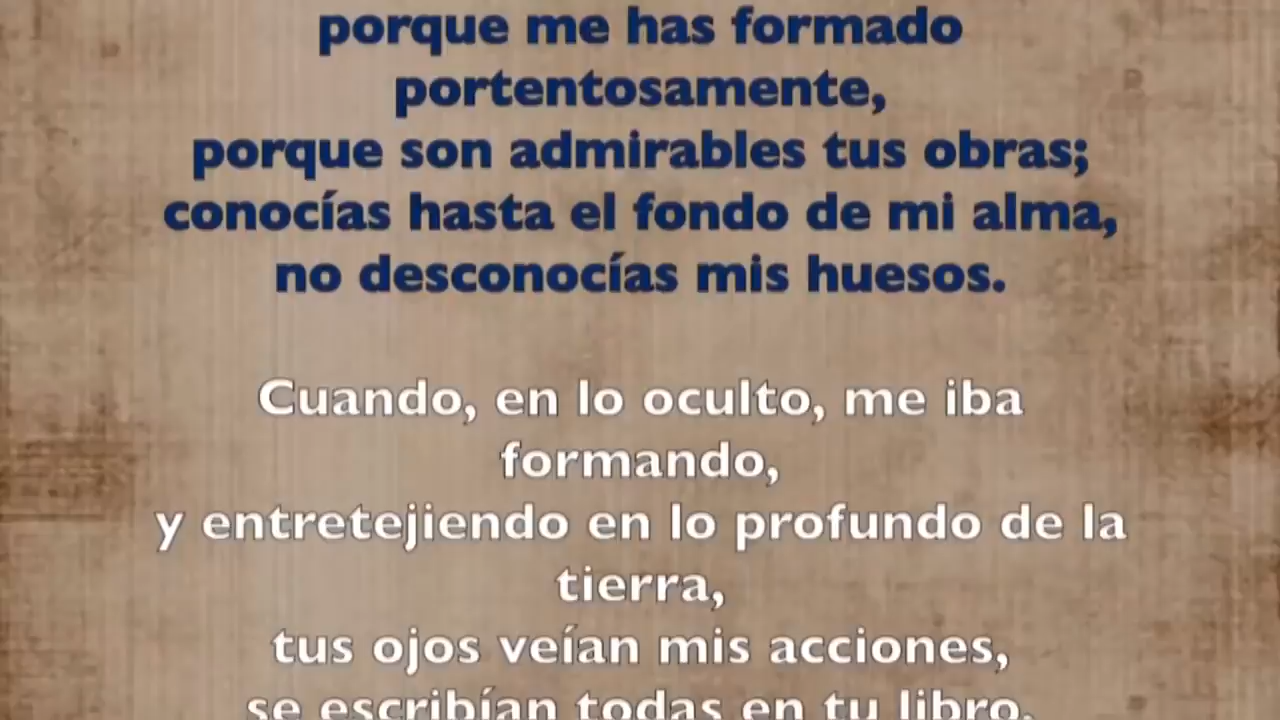 porque me has formado
portentosamente,
porque son admirables tus obras;
conocías hasta el fondo de mi alma,
no desconocías mis huesos.
Cuando, en lo oculto, me iba
formando,
y entretejiendo en lo profundo de la
tierra,
tus ojos veían mis acciones,
se escribían todas en tu libro.